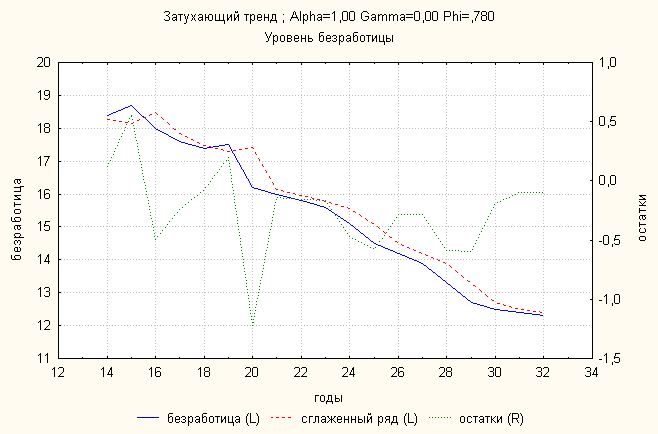 Затухающий тренд ; Alpha=1,00 Gamma=0,00 Phi=,780
Уровень безработицы
20
19
18
17
16
15
14
13
12
11
безработица
1,0
0,5
0,0
-0,5
-1,0
-1,5
остатки
12 14 16 18 20 22 24 26 28 30 32 34
годы
безработица (L) сглаженный ряд (L) остатки (R)